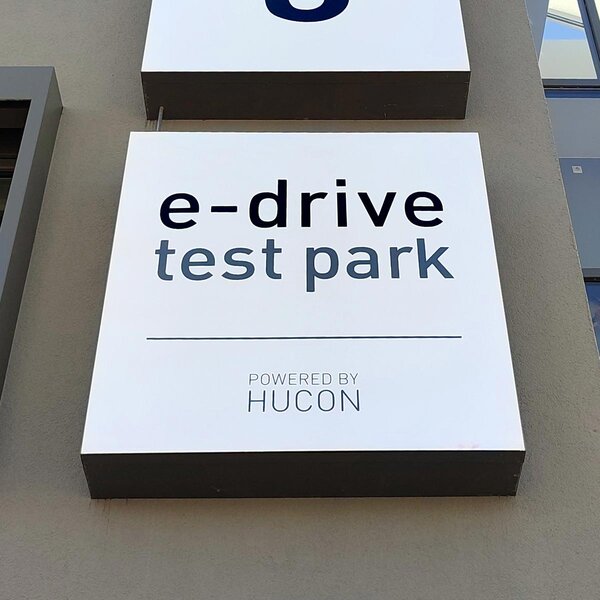 e-drive
test park
POWERED BY
HUCON